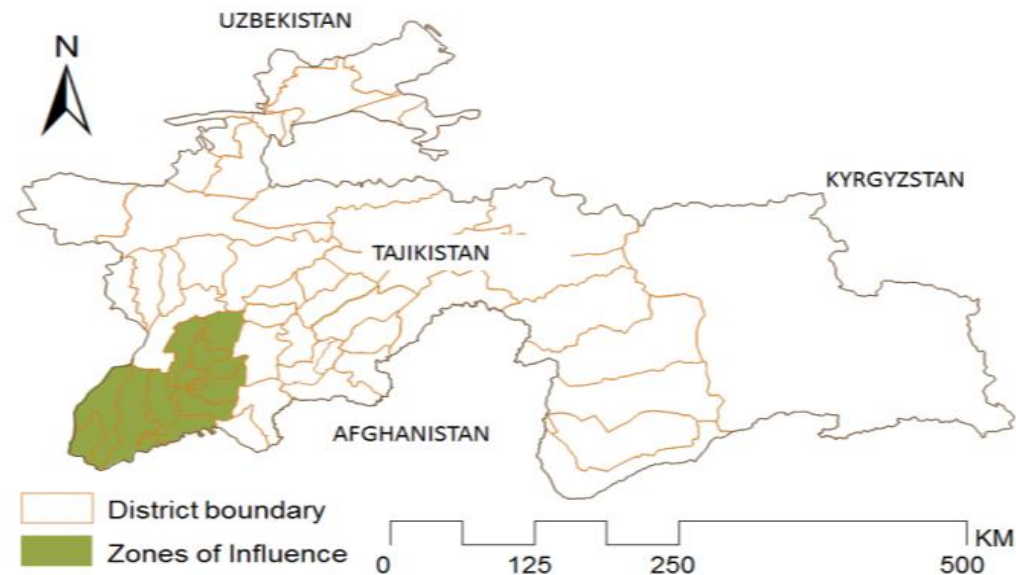 UZBEKISTAN
N
KYRGYZSTAN
TAJIKISTAN
AFGHANISTAN
District boundary
Zones of Influence
KM
0 125 250 500